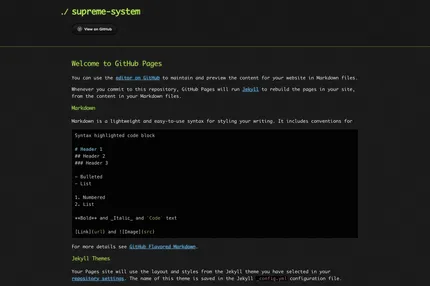 ./ supreme-system
View on GitHub
Welcome to GitHub Pages
You can use the editor on GitHub to maintain and preview the content for your website in Markdown files.
Whenever you commit to this repository, GitHub Pages will run Jekyll to rebuild the pages in your site,
from the content in your Markdown files.
Markdown
Markdown is a lightweight and easy-to-use syntax for styling your writing. It includes conventions for
Syntax highlighted code block
# Header 1
## Header 2
### Header 3
- Bulleted
- List
1. Numbered
2. List
**Bold** and _Italic_ and `Code` text
[Link](url) and ![Image](src)
For more details see GitHub Flavored Markdown.
Jekyll Themes
Your Pages site will use the layout and styles from the Jekyll theme you have selected in your
repository settings. The name of this theme is saved in the Jekyll _config.yml configuration file.